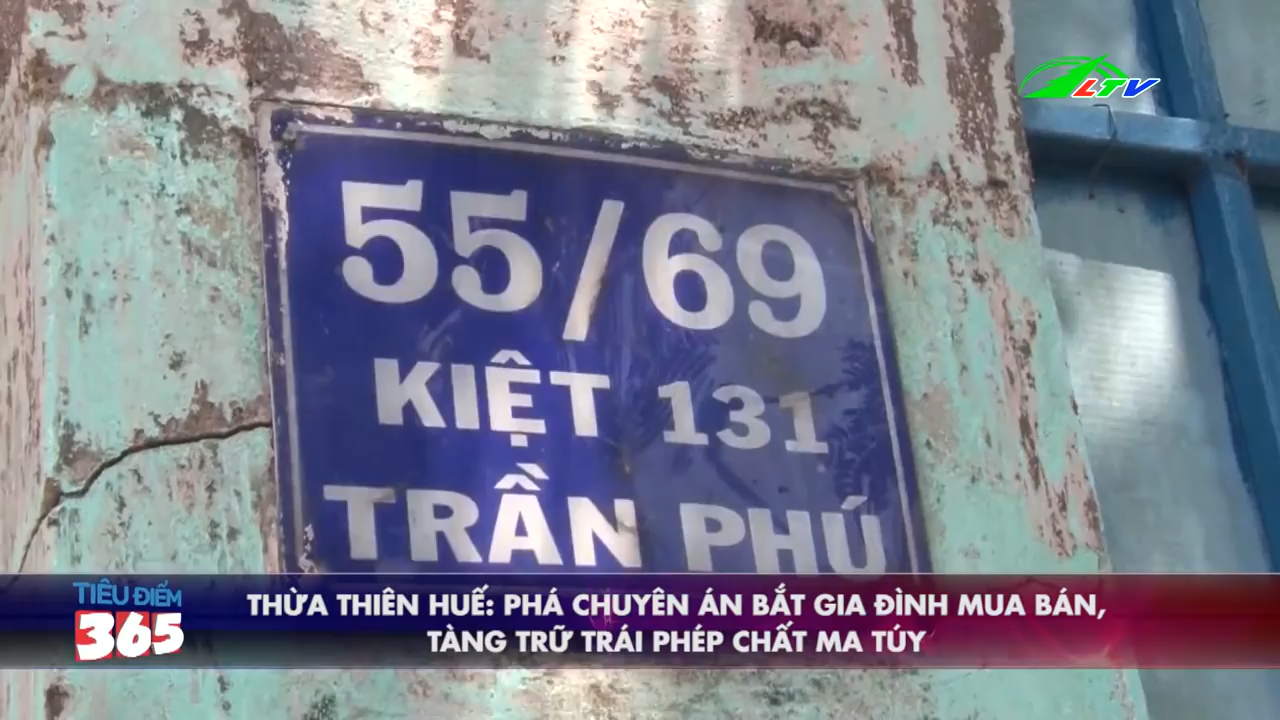 LTV
55/69
KIỆT 131
TRẦN PHÚ
TIÊU ĐIỂM
365
THỪA THIÊN HUẾ: PHÁ CHUYÊN ÁN BẮT GIA ĐÌNH MUA BÁN,
TÀNG TRỮ TRÁI PHÉP CHẤT MA TÚY